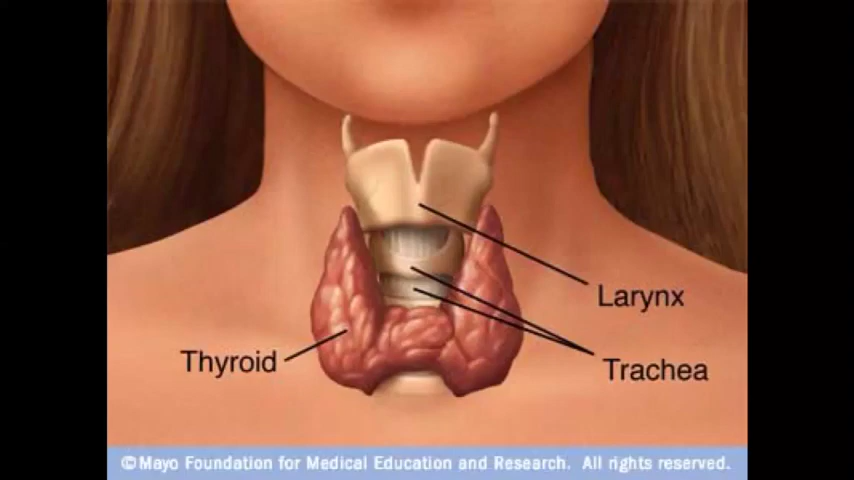 Larynx
Thyroid
Trachea
©Mayo Foundation for Medical Education and Research. All rights reserved.